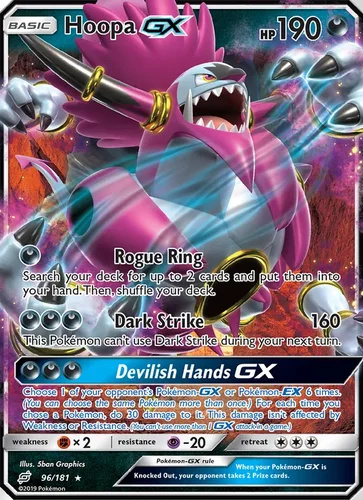 BASIC Hoopa GX HP190
Rogue Ring
Search your deck for up to 2 cards and put them
into your hand. Then, shuffle your deck.
Dark Strike 160
This Pokémon can't use Dark Strike during your next turn.
Devilish Hands GX
Choose 1 of your opponent's Pokémon-GX or Pokémon-EX 6 times.
(You can choose the same Pokémon more than once.) For each time you
chose a Pokémon, do 30 damage to it. This damage isn't affected by
Weakness or Resistance. (You can't use more than 1 GX attack in a game.)
weakness ×2 resistance -20 retreat
Illus. 5ban Graphics
96/181 ★
©2019 Pokémon
Pokémon-GX rule
When your Pokémon-GX is
Knocked Out, your opponent takes 2 Prize cards.